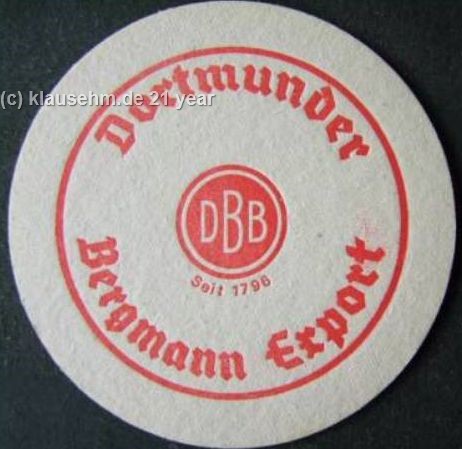 (c) klausehm.de 21 year
Dortmunder
DBB
Seit 1796
Bergmann Export